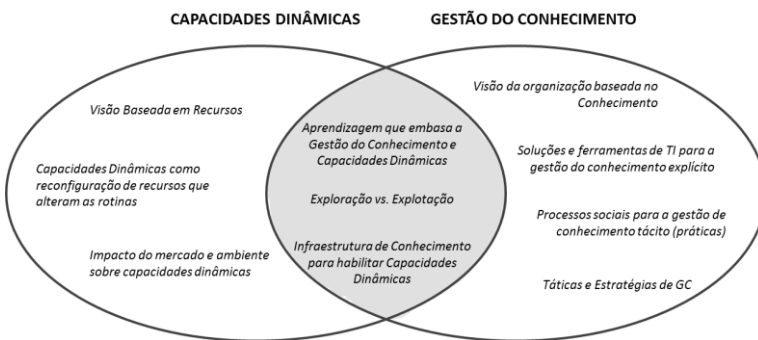 CAPACIDADES DINÂMICAS
GESTÃO DO CONHECIMENTO
Visão Baseada em Recursos
Capacidades Dinâmicas como
reconfiguração de recursos que
alteram as rotinas
Impacto do mercado e ambiente
sobre capacidades dinâmicas
Aprendizagem que embasa a
Gestão do Conhecimento e
Capacidades Dinâmicas
Exploração vs. Explotação
Infraestrutura de Conhecimento
para habilitar Capacidades
Dinâmicas
Visão da organização baseada no
Conhecimento
Soluções e ferramentas de TI para a
gestão do conhecimento explícito
Processos sociais para a gestão de
conhecimento tácito (práticas)
Táticas e Estratégias de GC